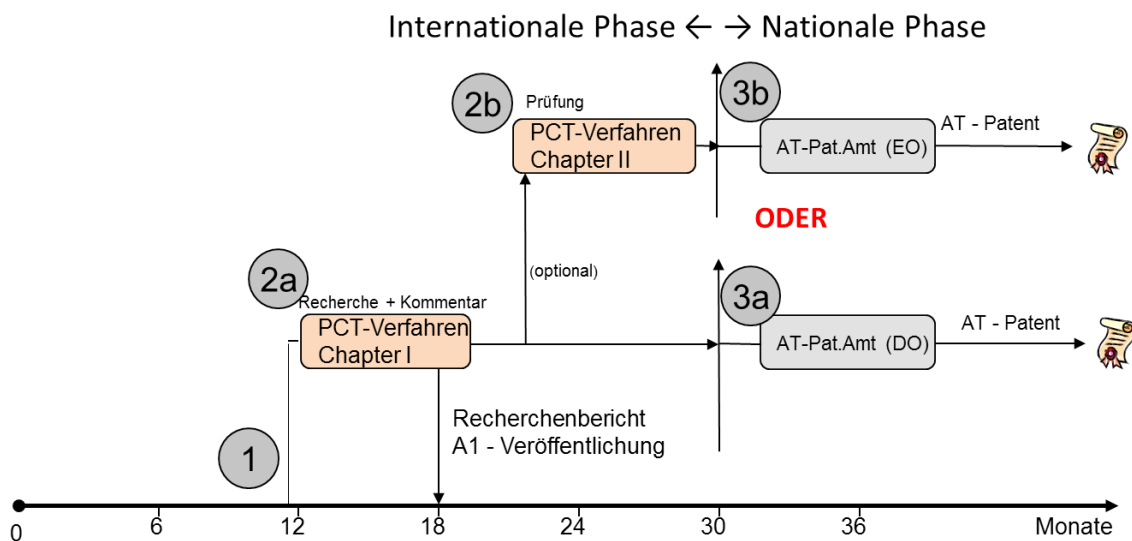 Internationale Phase ← → Nationale Phase
2b
Prüfung
PCT-Verfahren
Chapter II
3b
AT-Pat.Amt (EO)
AT - Patent
ODER
(optional)
2a
Recherche + Kommentar
PCT-Verfahren
Chapter I
3a
AT-Pat.Amt (DO)
AT - Patent
Recherchenbericht
A1 - Veröffentlichung
1
0 6 12 18 24 30 36 Monate